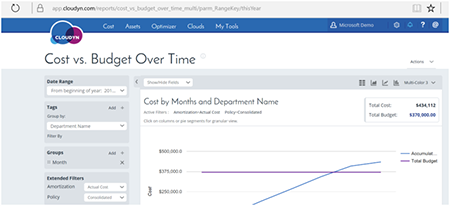 app.cloudyn.com/reports/cost_vs_budget_over_time_multi/parm_RangeKey/thisYear
CLOUDYN
Cost Assets Optimizer Clouds My Tools
Microsoft Demo
Cost vs. Budget Over Time
Actions
Date Range
From beginning of year: 201...
Tags Add +
Group by:
Department Name
Filter By
Groups Add +
Month
Extended Filters
Amortization Actual Cost
Policy Consolidated
Show/Hide Fields
Multi-Color 3
Cost by Months and Department Name
Active Filters : Amortization=Actual Cost Policy=Consolidated
Click on columns or pie segments for granular view.
Total Cost: $434,112
Total Budget: $370,000.00
$500,000.0
$375,000.0
$250,000.0
Cost
Accumulat...
Total Budget